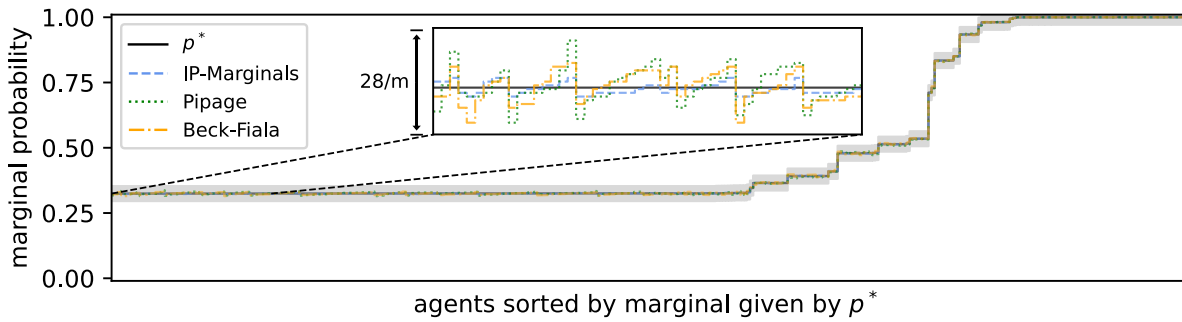 marginal probability
1.00
0.75
0.50
0.25
0.00
p*
IP-Marginals
Pipage
Beck-Fiala
28/m
agents sorted by marginal given by p*